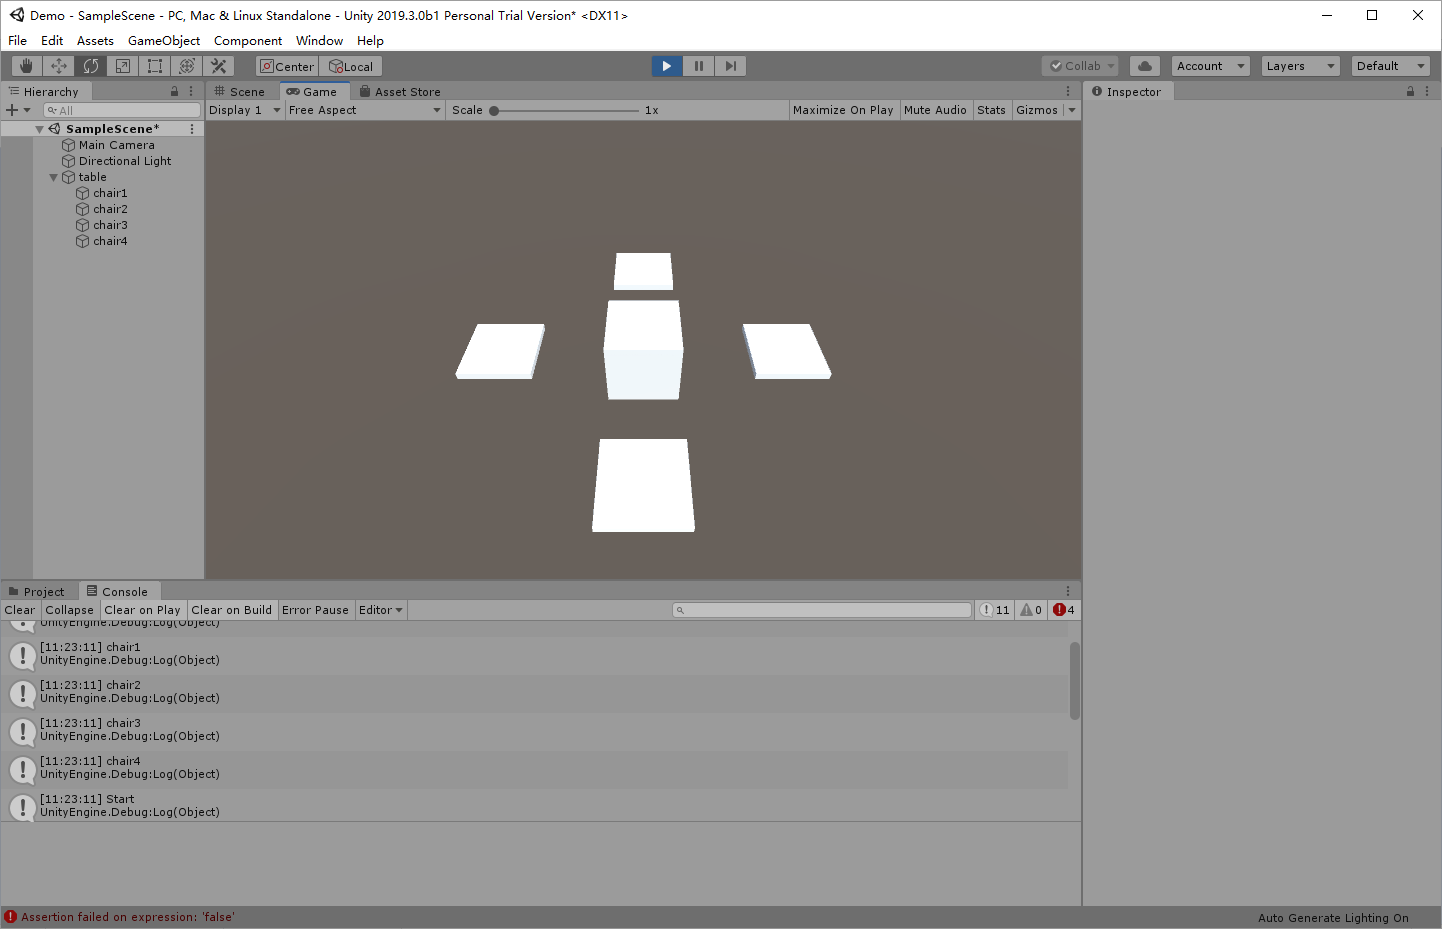 Demo - SampleScene - PC, Mac & Linux Standalone - Unity 2019.3.0b1 Personal Trial Version* <DX11>
File Edit Assets GameObject Component Window Help
Center Local Collab Account Layers Default
Hierarchy Scene Game Asset Store Inspector
All Display 1 Free Aspect Scale 1x Maximize On Play Mute Audio Stats Gizmos
SampleScene*
Main Camera
Directional Light
table
chair1
chair2
chair3
chair4
Project Console
Clear Collapse Clear on Play Clear on Build Error Pause Editor 11 0 4
UnityEngine.Debug:Log(Object)
[11:23:11] chair1
UnityEngine.Debug:Log(Object)
[11:23:11] chair2
UnityEngine.Debug:Log(Object)
[11:23:11] chair3
UnityEngine.Debug:Log(Object)
[11:23:11] chair4
UnityEngine.Debug:Log(Object)
[11:23:11] Start
UnityEngine.Debug:Log(Object)
Assertion failed on expression: 'false'
Auto Generate Lighting On